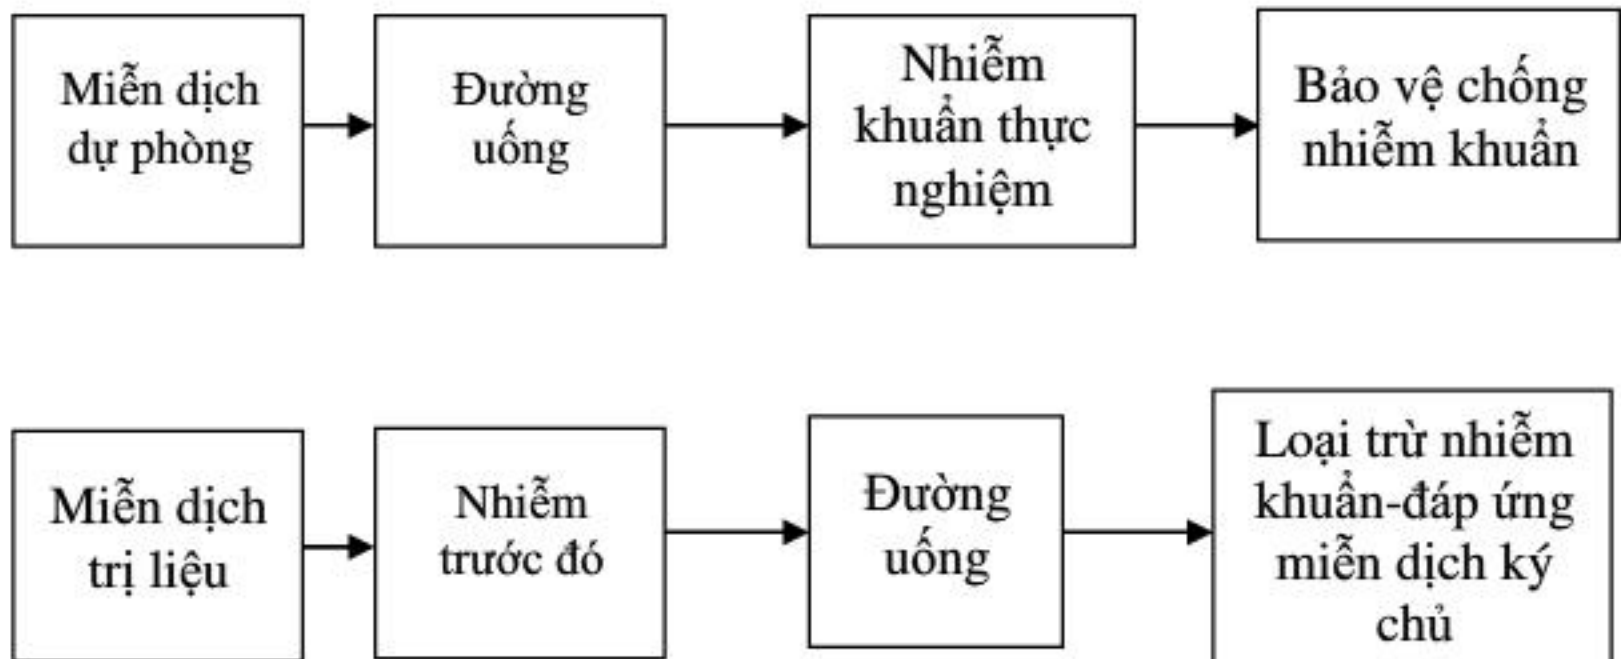 Miễn dịch
dự phòng
Đường
uống
Nhiễm
khuẩn thực
nghiệm
Bảo vệ chống
nhiễm khuẩn
Miễn dịch
trị liệu
Nhiễm
trước đó
Đường
uống
Loại trừ nhiễm
khuẩn-đáp ứng
miễn dịch ký
chủ